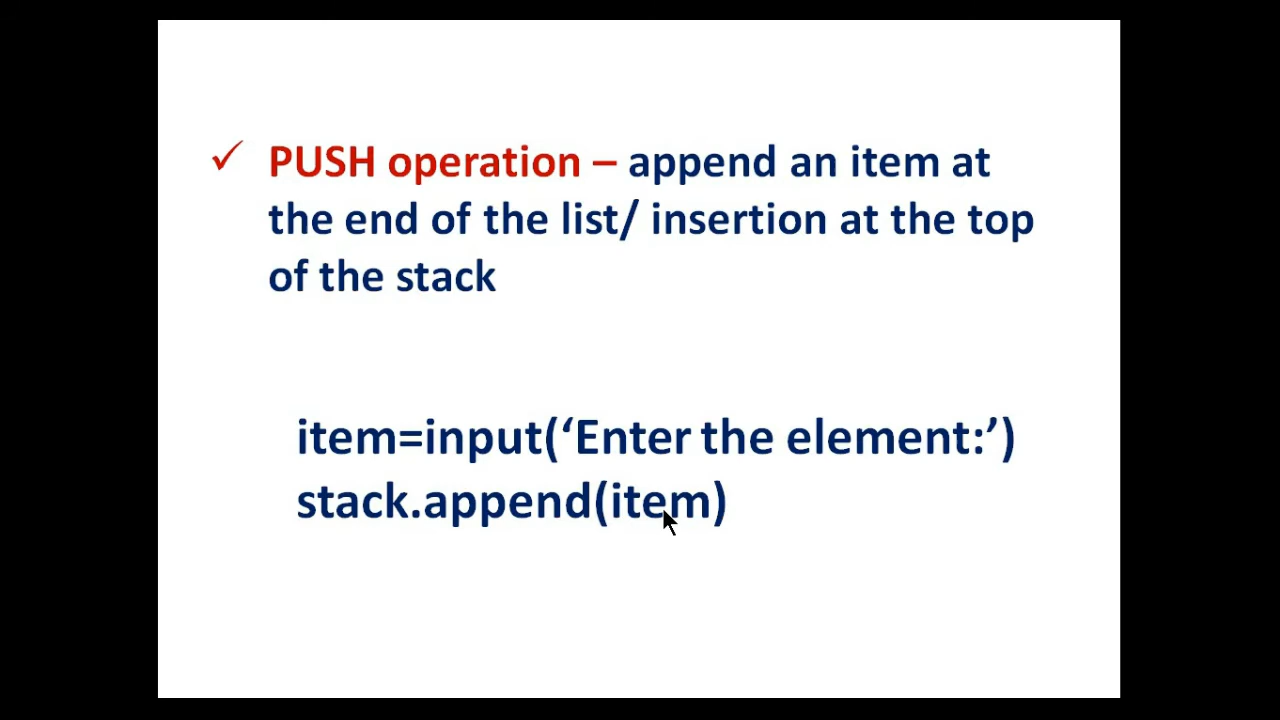 ✓ PUSH operation – append an item at
the end of the list/ insertion at the top
of the stack
item=input(‘Enter the element:’)
stack.append(item)